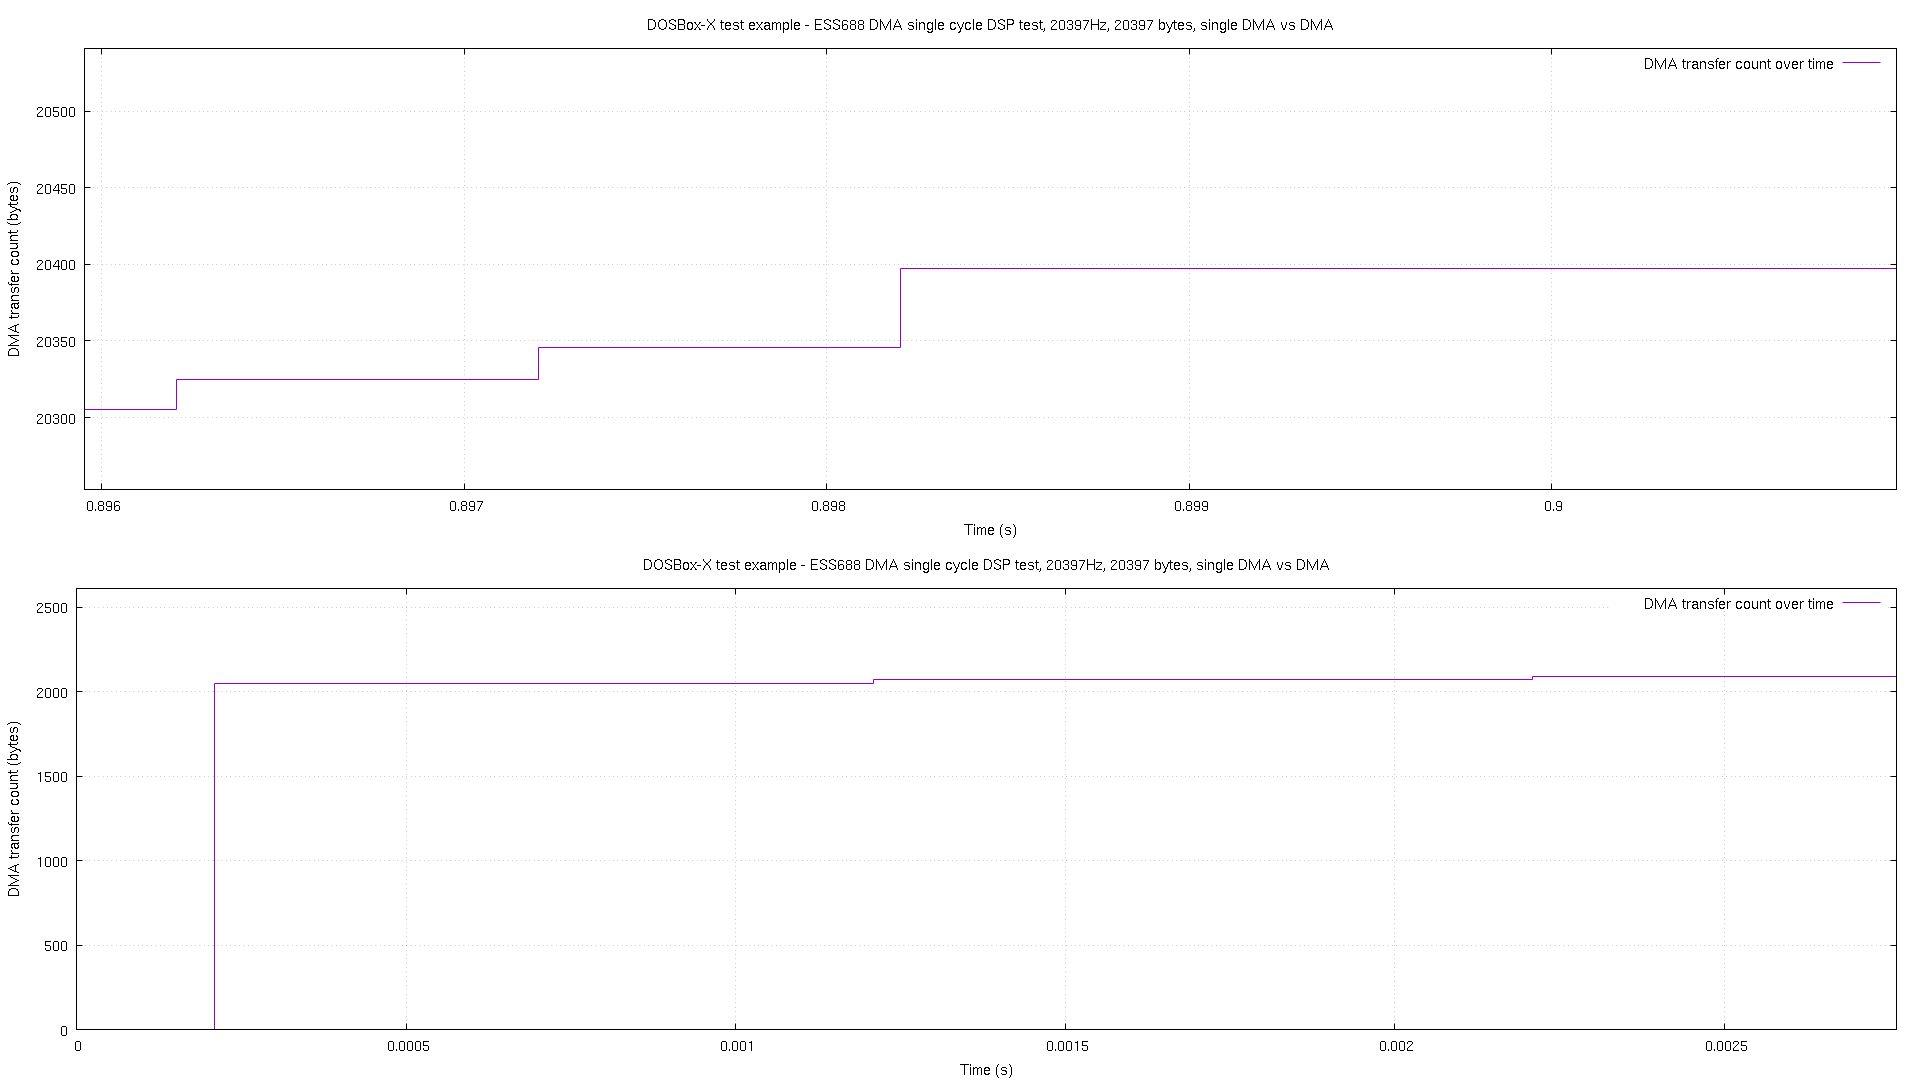 DOSBox-X test example - ESS688 DMA single cycle DSP test, 20397Hz, 20397 bytes, single DMA vs DMA
DMA transfer count over time
DMA transfer count (bytes)
20500
20450
20400
20350
20300
0.896 0.897 0.898 0.899 0.9
Time (s)
DOSBox-X test example - ESS688 DMA single cycle DSP test, 20397Hz, 20397 bytes, single DMA vs DMA
DMA transfer count over time
DMA transfer count (bytes)
2500
2000
1500
1000
500
0
0 0.0005 0.001 0.0015 0.002 0.0025
Time (s)